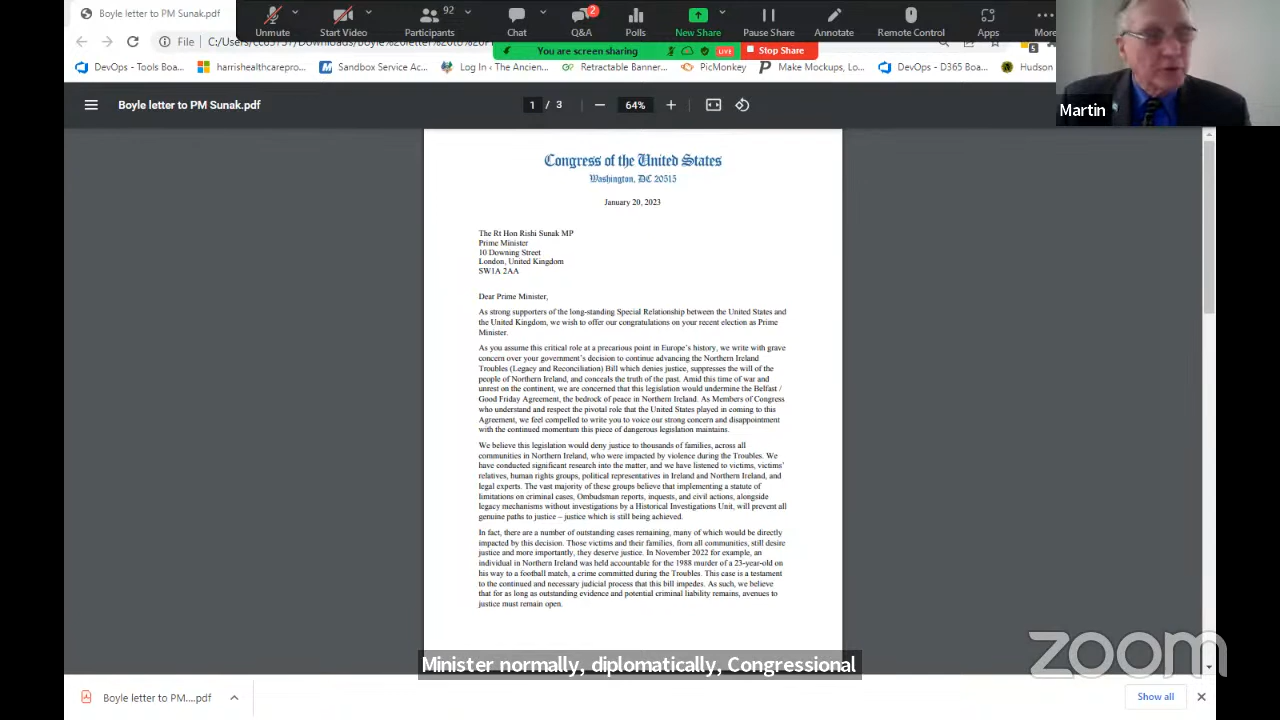 Boyle letter to PM Sunak.pdf
Unmute
Start Video
92
Participants
Chat
2
Q&A
Polls
New Share
Pause Share
Annotate
Remote Control
Apps
More
File
You are screen sharing
LIVE
Stop Share
5
DevOps - Tools Boa...
harrishealthcarepro...
Sandbox Service Ac...
Log In ‹ The Ancien...
Retractable Banner...
PicMonkey
Make Mockups, Lo...
DevOps - D365 Boa...
Hudson
Martin
Boyle letter to PM Sunak.pdf
1 / 3
64%
Congress of the United States
Washington, DC 20515
January 20, 2023
The Rt Hon Rishi Sunak MP
Prime Minister
10 Downing Street
London, United Kingdom
SW1A 2AA
Dear Prime Minister,
As strong supporters of the long-standing Special Relationship between the United States and
the United Kingdom, we wish to offer our congratulations on your recent election as Prime
Minister.
As you assume this critical role at a precarious point in Europe's history, we write with grave
concern over your government's decision to continue advancing the Northern Ireland
Troubles (Legacy and Reconciliation) Bill which denies justice, suppresses the will of the
people of Northern Ireland, and conceals the truth of the past. Amid this time of war and
unrest on the continent, we are concerned that this legislation would undermine the Belfast /
Good Friday Agreement, the bedrock of peace in Northern Ireland. As Members of Congress
who understand and respect the pivotal role that the United States played in coming to this
Agreement, we feel compelled to write you to voice our strong concern and disappointment
with the continued momentum this piece of dangerous legislation maintains.
We believe this legislation would deny justice to thousands of families, across all
communities in Northern Ireland, who were impacted by violence during the Troubles. We
have conducted significant research into the matter, and we have listened to victims, victims'
relatives, human rights groups, political representatives in Ireland and Northern Ireland, and
legal experts. The vast majority of these groups believe that implementing a statute of
limitations on criminal cases, Ombudsman reports, inquests, and civil actions, alongside
legacy mechanisms without investigations by a Historical Investigations Unit, will prevent all
genuine paths to justice – justice which is still being achieved.
In fact, there are a number of outstanding cases remaining, many of which would be directly
impacted by this decision. Those victims and their families, from all communities, still desire
justice and more importantly, they deserve justice. In November 2022 for example, an
individual in Northern Ireland was held accountable for the 1988 murder of a 23-year-old on
his way to a football match, a crime committed during the Troubles. This case is a testament
to the continued and necessary judicial process that this bill impedes. As such, we believe
that for as long as outstanding evidence and potential criminal liability remains, avenues to
justice must remain open.
zoom
Minister normally, diplomatically, Congressional
Boyle letter to PM....pdf
Show all